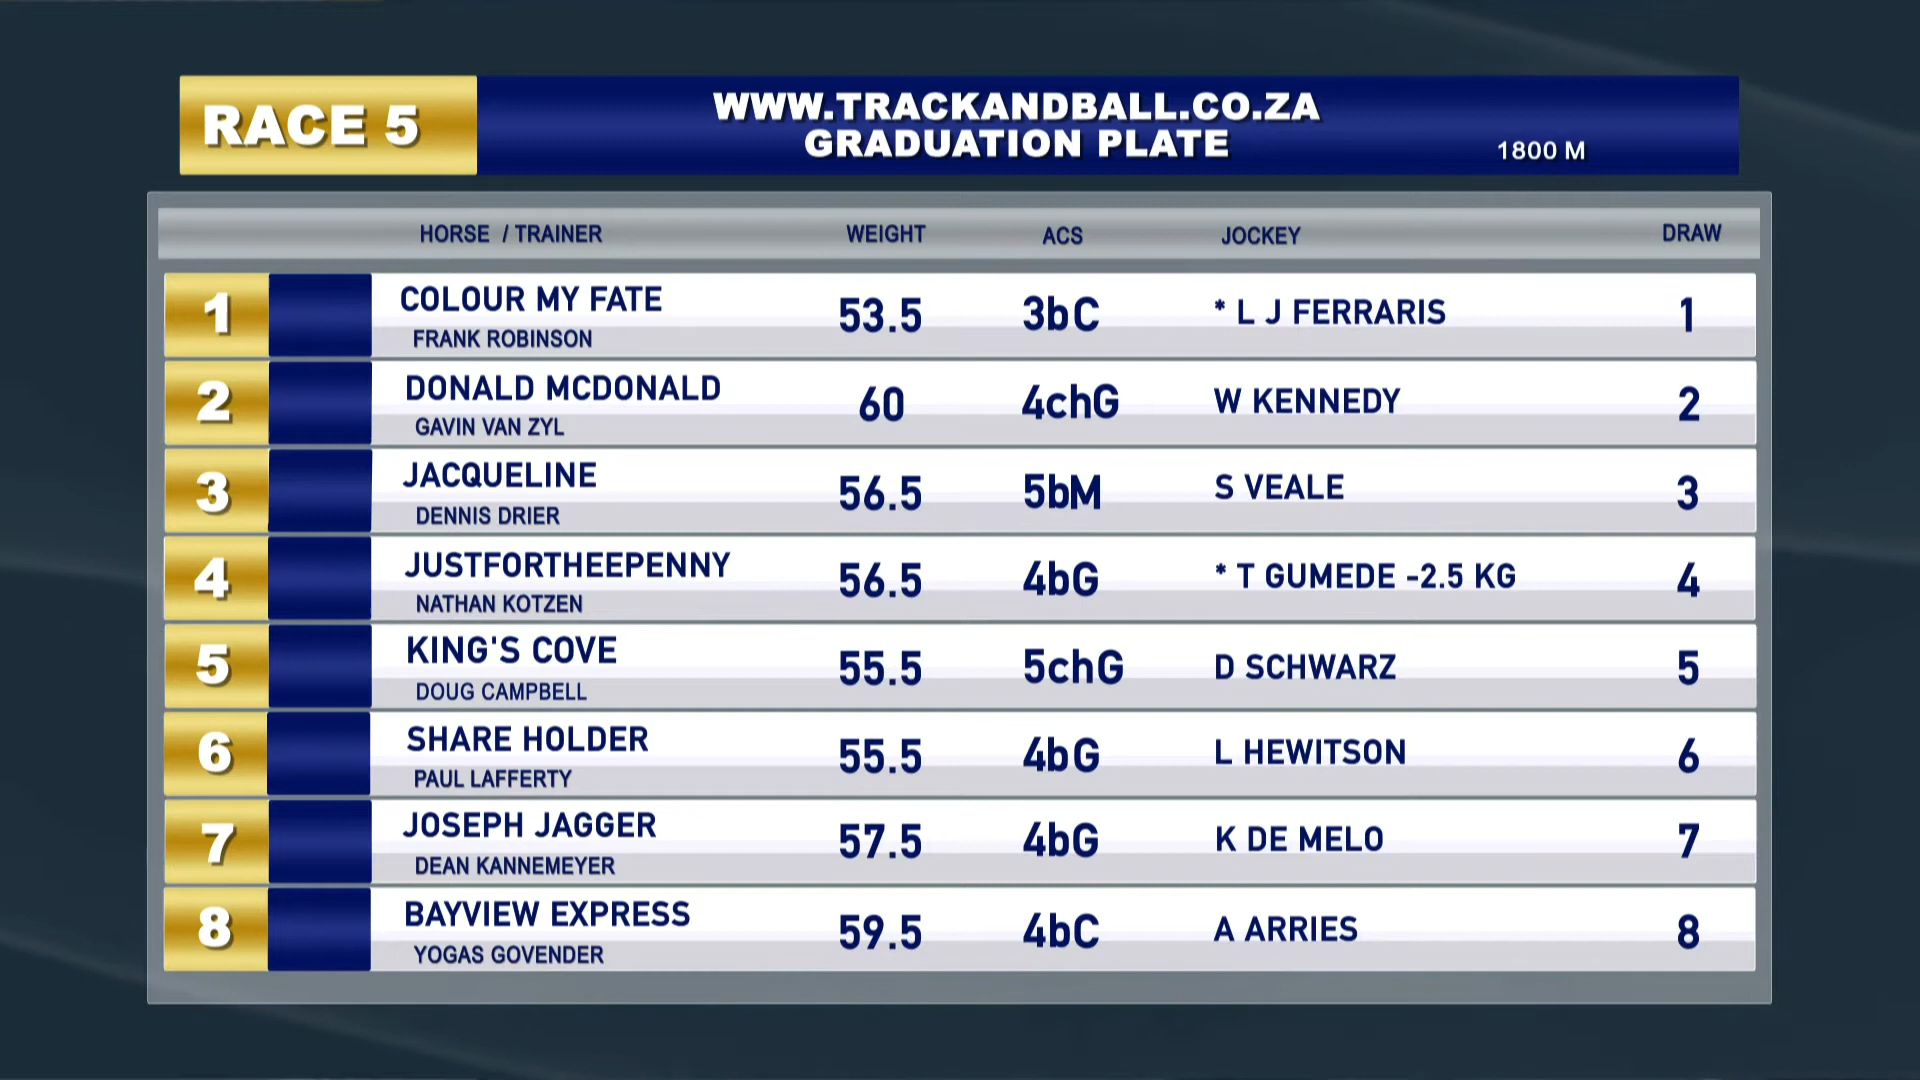 RACE 5
WWW.TRACKANDBALL.CO.ZA
GRADUATION PLATE
1800 M
HORSE / TRAINER WEIGHT ACS JOCKEY DRAW
1 COLOUR MY FATE 53.5 3bC * L J FERRARIS 1
FRANK ROBINSON
2 DONALD MCDONALD 60 4chG W KENNEDY 2
GAVIN VAN ZYL
3 JACQUELINE 56.5 5bM S VEALE 3
DENNIS DRIER
4 JUSTFORTHEEPENNY 56.5 4bG * T GUMEDE -2.5 KG 4
NATHAN KOTZEN
5 KING'S COVE 55.5 5chG D SCHWARZ 5
DOUG CAMPBELL
6 SHARE HOLDER 55.5 4bG L HEWITSON 6
PAUL LAFFERTY
7 JOSEPH JAGGER 57.5 4bG K DE MELO 7
DEAN KANNEMEYER
8 BAYVIEW EXPRESS 59.5 4bC A ARRIES 8
YOGAS GOVENDER